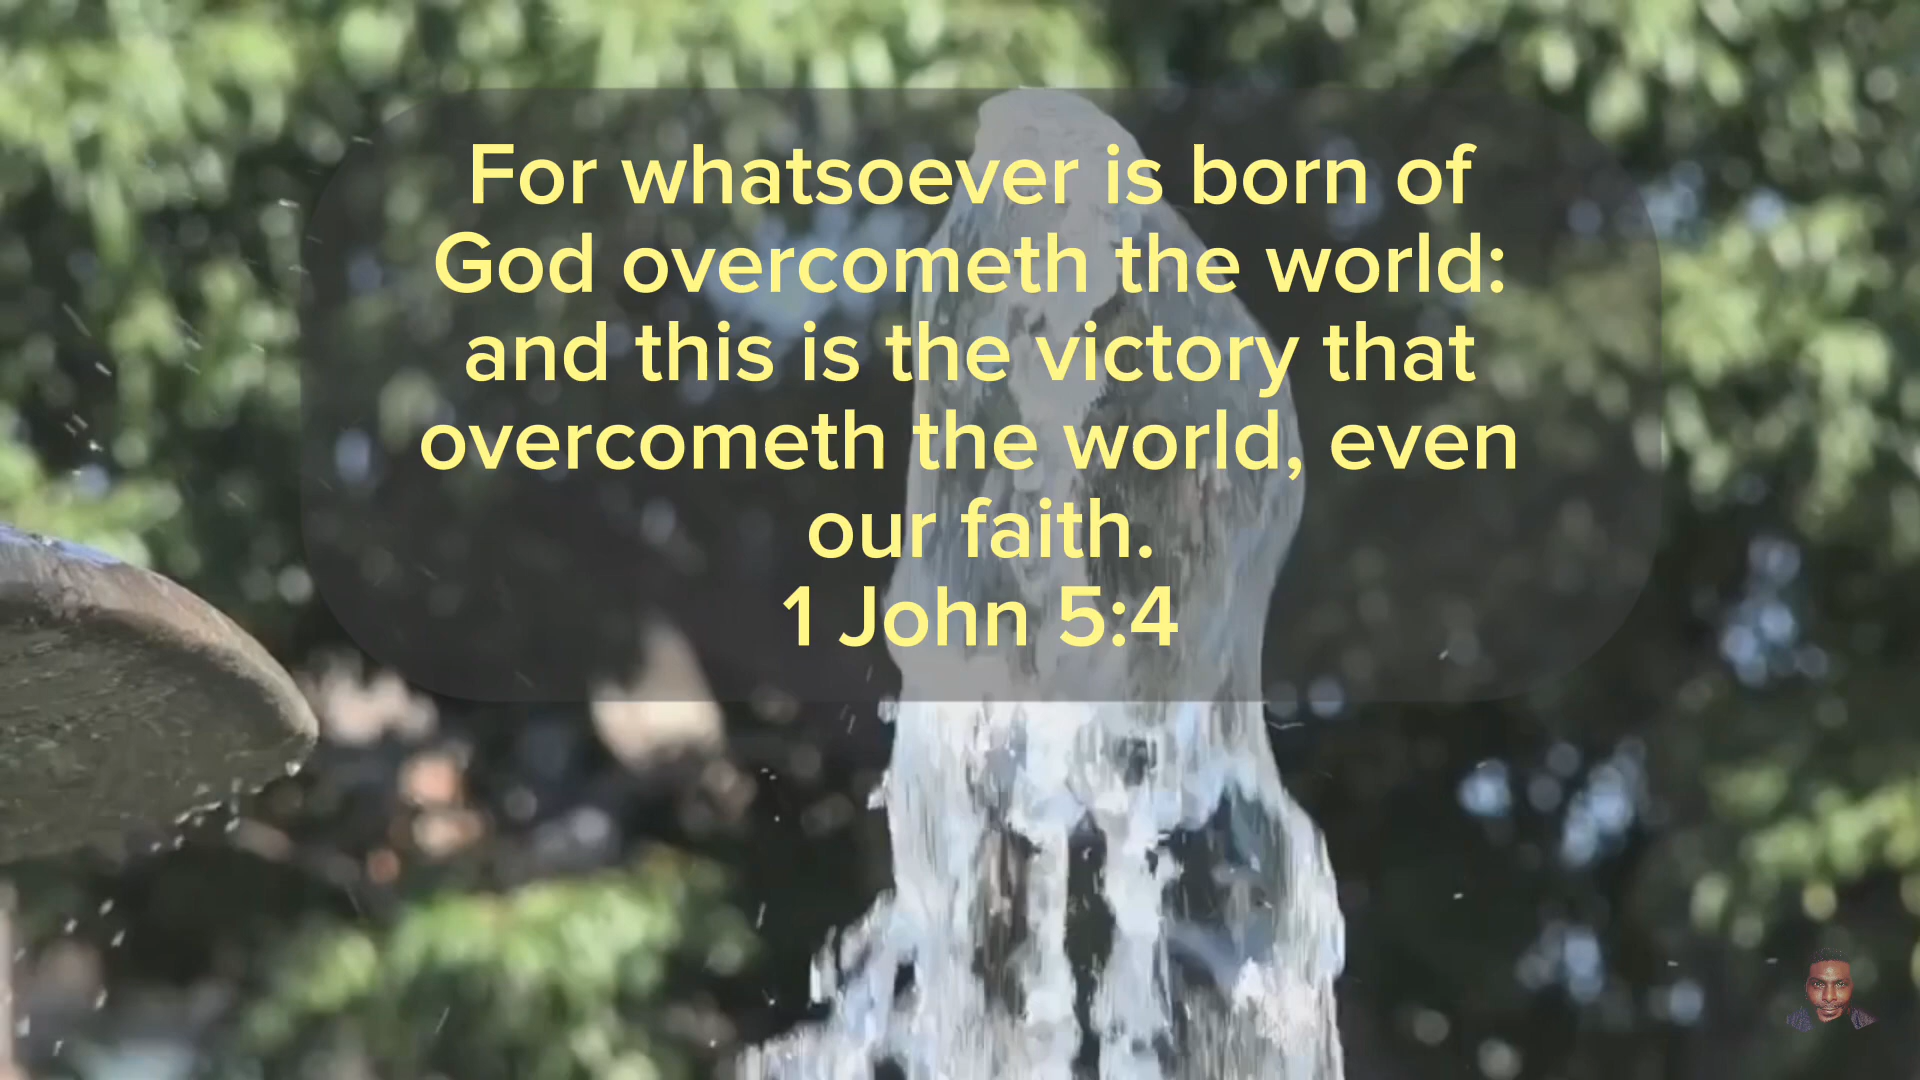 For whatsoever is born of
God overcometh the world:
and this is the victory that
overcometh the world, even
our faith.
1 John 5:4